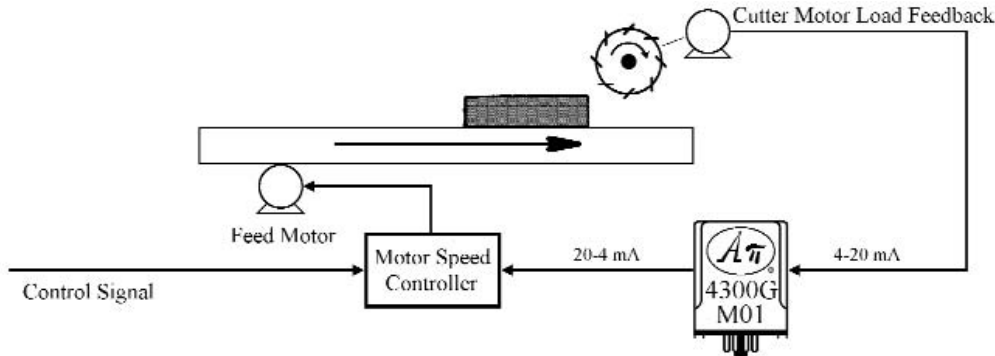 Cutter Motor Load Feedback
Feed Motor
Motor Speed
Controller
20-4 mA
4-20 mA
Control Signal
Aπ
4300G
M01